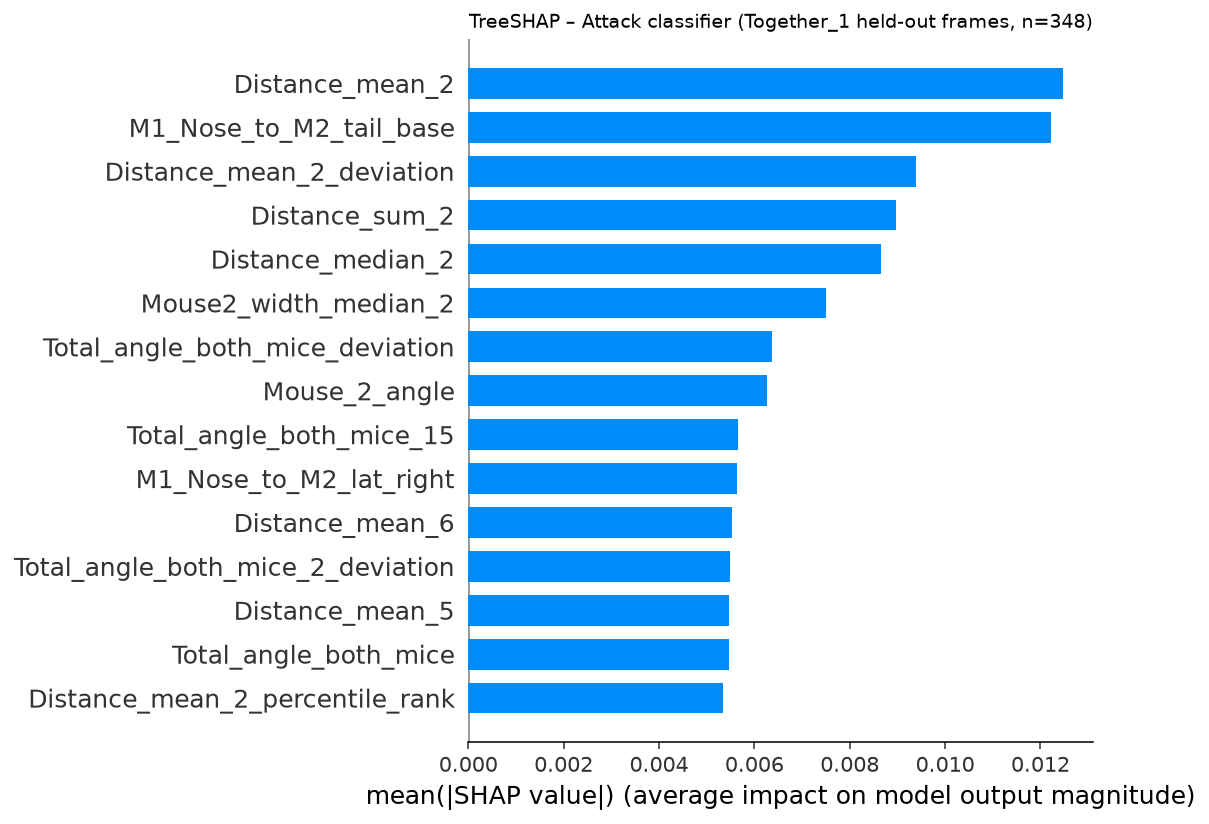 TreeSHAP – Attack classifier (Together_1 held-out frames, n=348)
Distance_mean_2
M1_Nose_to_M2_tail_base
Distance_mean_2_deviation
Distance_sum_2
Distance_median_2
Mouse2_width_median_2
Total_angle_both_mice_deviation
Mouse_2_angle
Total_angle_both_mice_15
M1_Nose_to_M2_lat_right
Distance_mean_6
Total_angle_both_mice_2_deviation
Distance_mean_5
Total_angle_both_mice
Distance_mean_2_percentile_rank
0.000 0.002 0.004 0.006 0.008 0.010 0.012
mean(|SHAP value|) (average impact on model output magnitude)